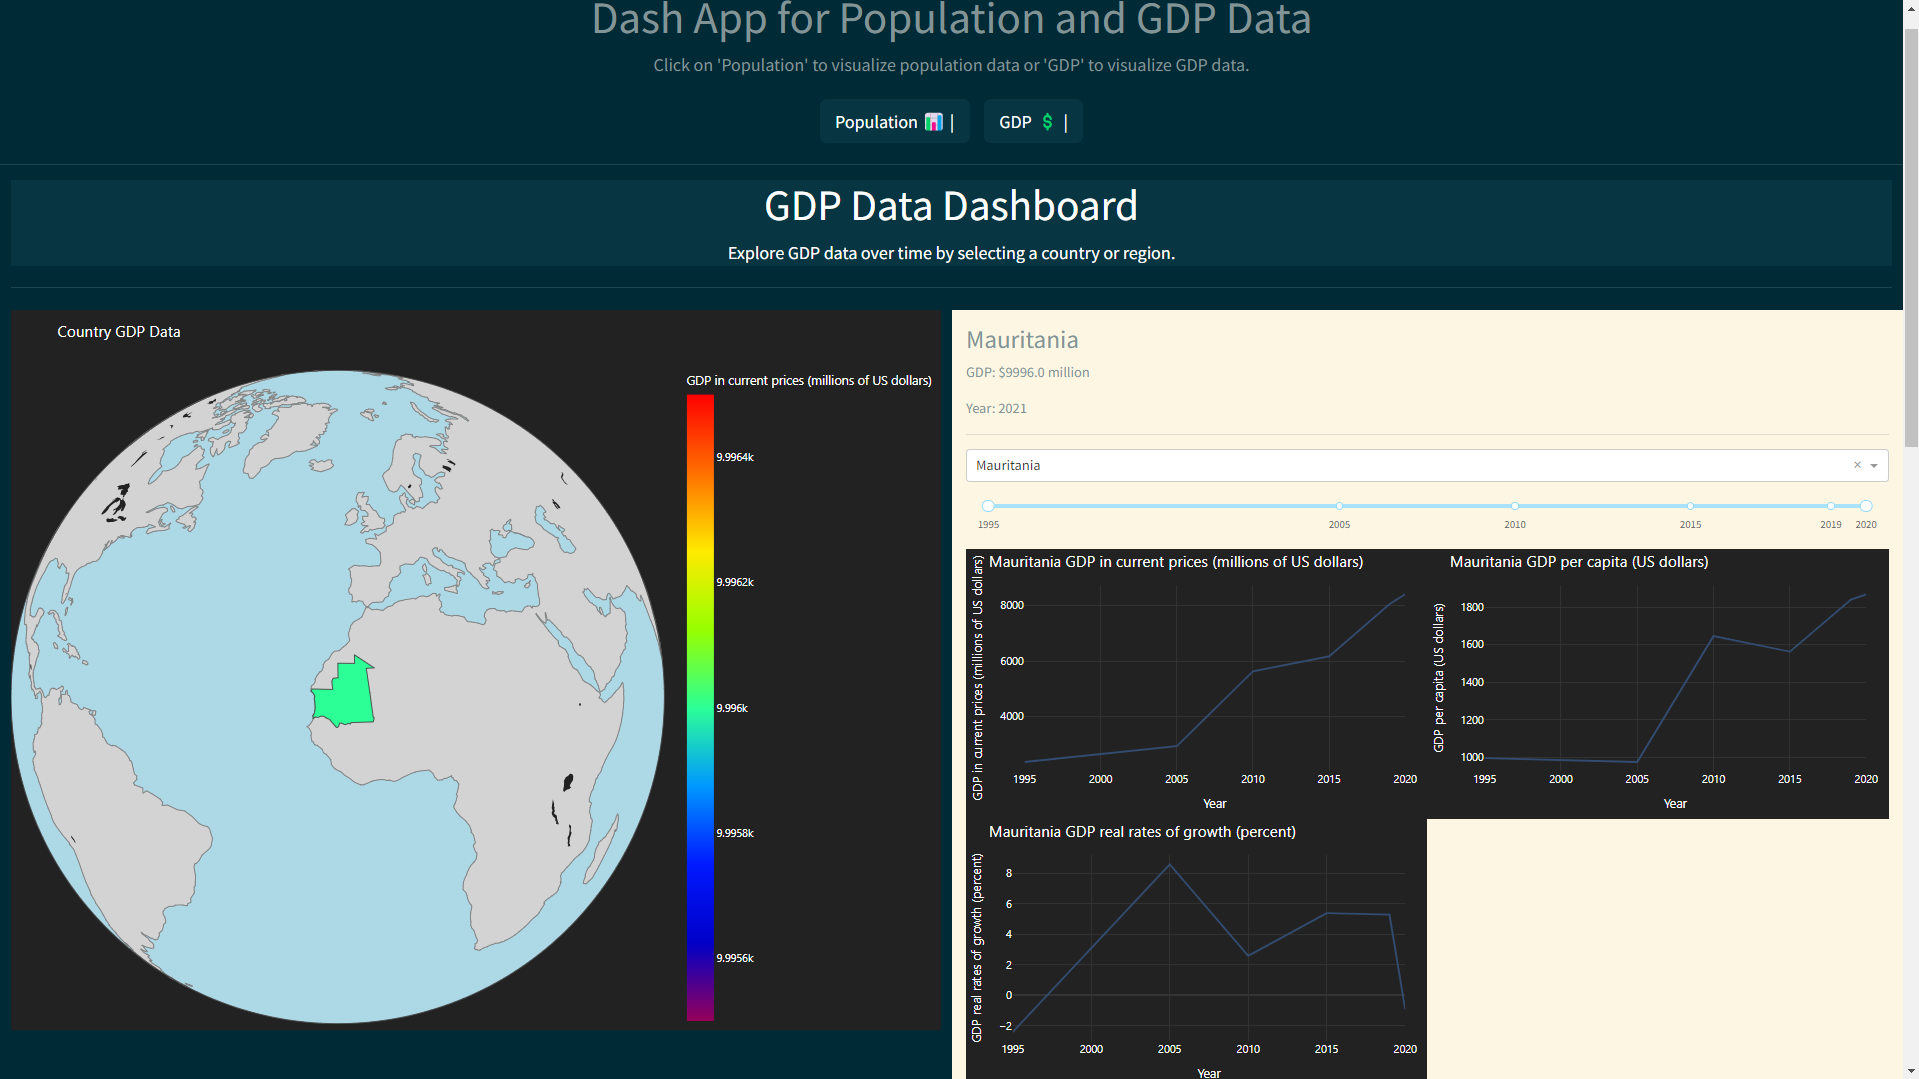 Dash App for Population and GDP Data
Click on 'Population' to visualize population data or 'GDP' to visualize GDP data.
Population |
GDP $ |
GDP Data Dashboard
Explore GDP data over time by selecting a country or region.
Country GDP Data
GDP in current prices (millions of US dollars)
9.9964k
9.9962k
9.996k
9.9958k
9.9956k
Mauritania
GDP: $9996.0 million
Year: 2021
Mauritania ×
1995 2005 2010 2015 2019 2020
Mauritania GDP in current prices (millions of US dollars)
GDP in current prices (millions of US dollars)
8000
6000
4000
1995 2000 2005 2010 2015 2020
Year
Mauritania GDP per capita (US dollars)
GDP per capita (US dollars)
1800
1600
1400
1200
1000
1995 2000 2005 2010 2015 2020
Year
Mauritania GDP real rates of growth (percent)
GDP real rates of growth (percent)
8
6
4
2
0
−2
1995 2000 2005 2010 2015 2020
Year